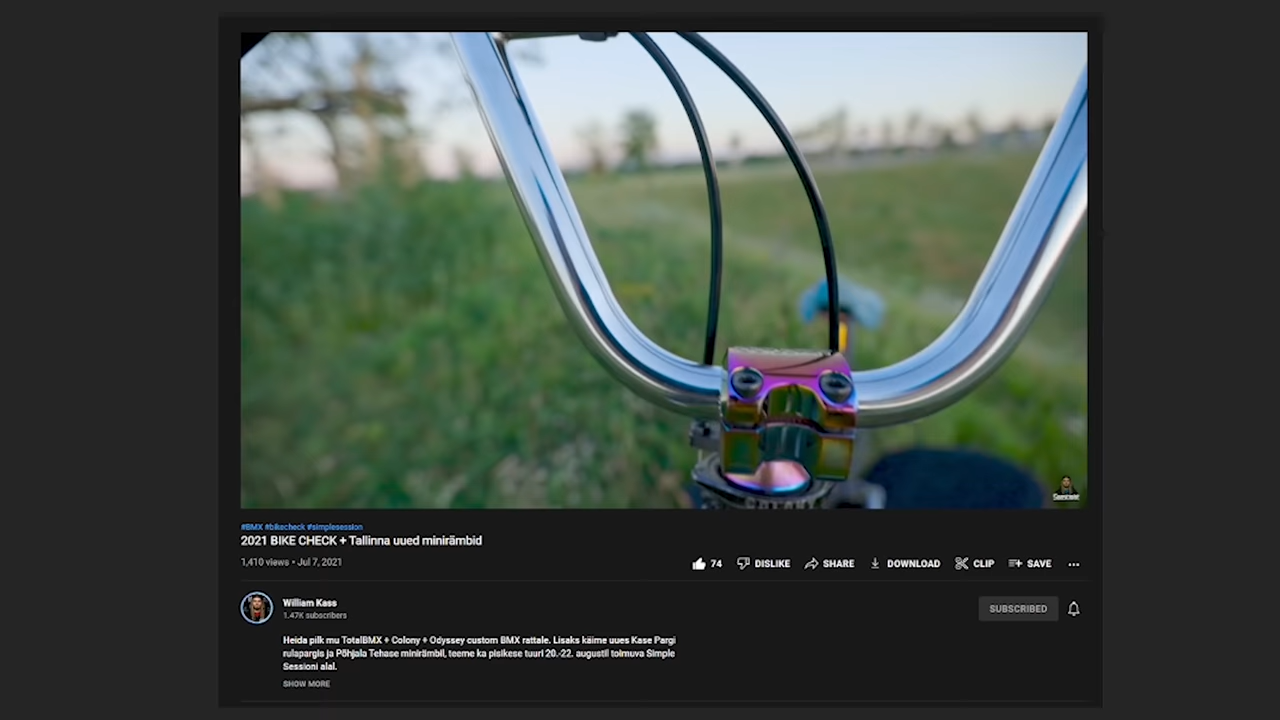 #BMX #bikecheck #simplesession
2021 BIKE CHECK + Tallinna uued minirämbid
1,410 views • Jul 7, 2021
74 DISLIKE SHARE DOWNLOAD CLIP SAVE
William Kass
1.47K subscribers
SUBSCRIBED
Heida pilk mu TotalBMX + Colony + Odyssey custom BMX rattale. Lisaks käime uues Kase Pargi
rulapargis ja Põhjala Tehase minirämbil, teeme ka pisikese tuuri 20.-22. augustil toimuva Simple
Sessioni alal.
SHOW MORE